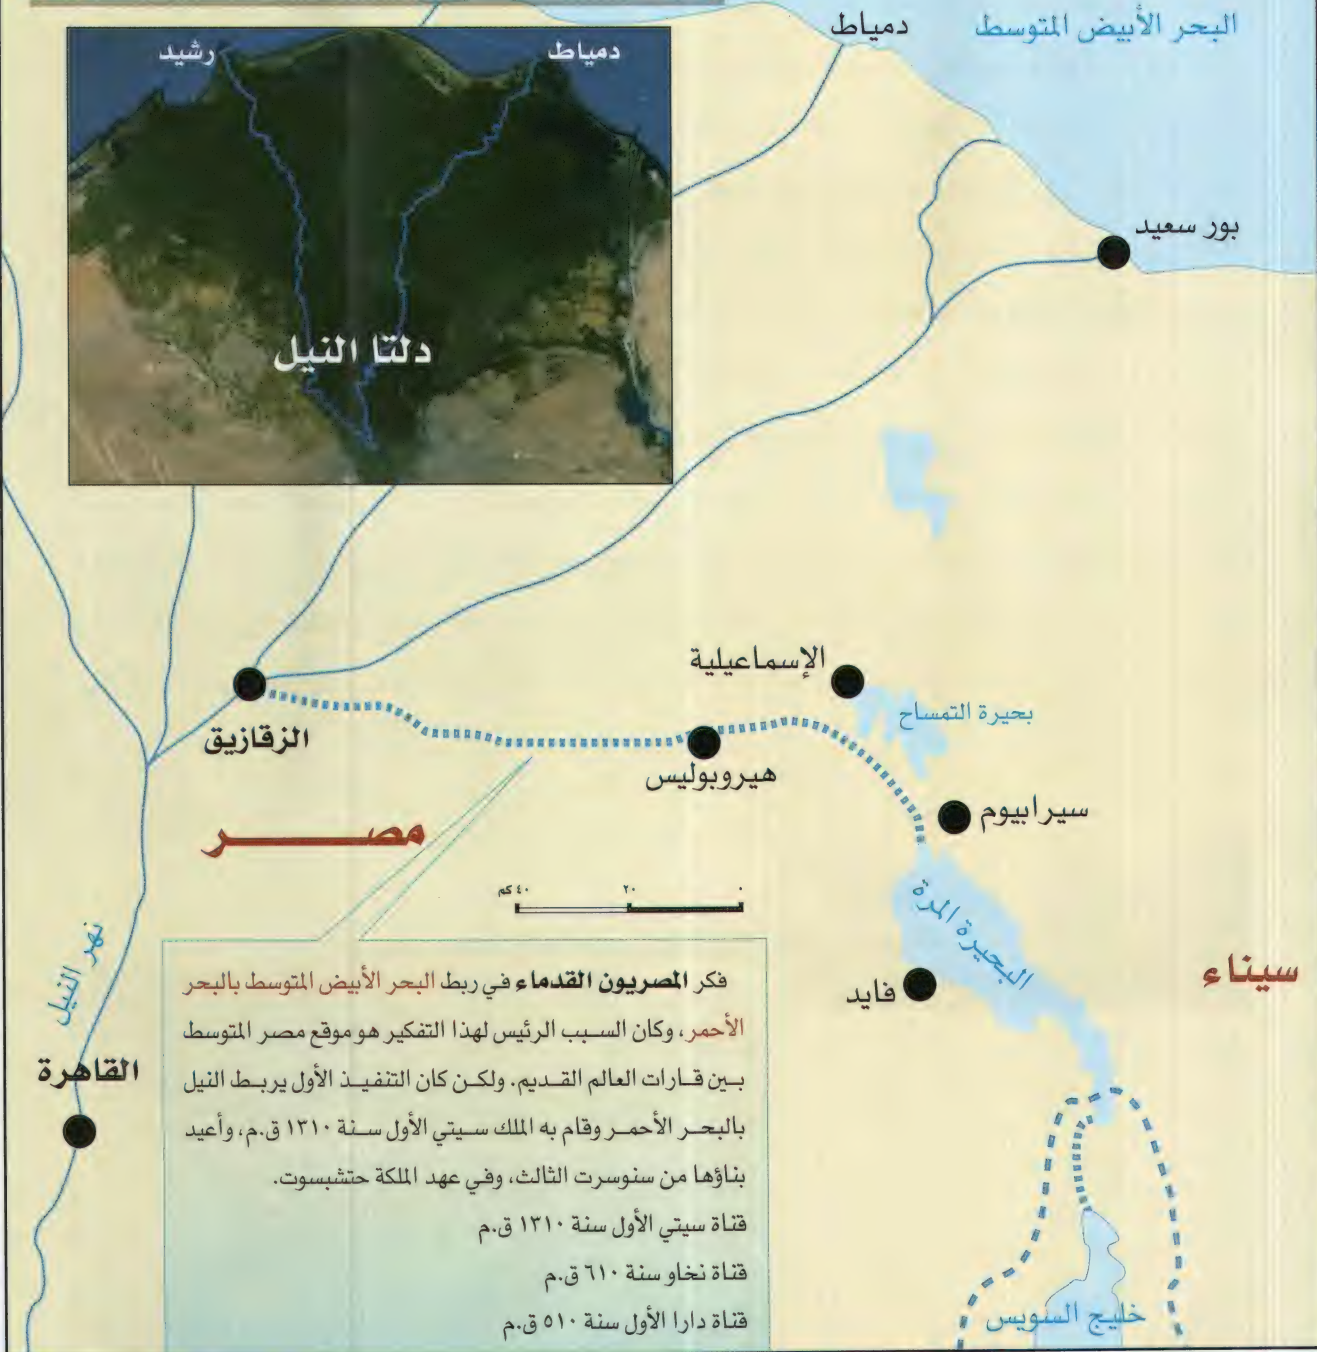 البحر الأبيض المتوسط
دمياط
دمياط
رشيد
دلتا النيل
بور سعيد
الإسماعيلية
بحيرة التمساح
الزقازيق
هيروبوليس
سيرابيوم
مصـــــــر
٠ ٢٠ ٤٠ كم
البحيرة المرة
سيناء
فايد
نهر النيل
القاهرة
فكر المصريون القدماء في ربط البحر الأبيض المتوسط بالبحر
الأحمر، وكان السبب الرئيس لهذا التفكير هو موقع مصر المتوسط
بين قارات العالم القديم. ولكن كان التنفيذ الأول يربط النيل
بالبحر الأحمر وقام به الملك سيتي الأول سنة ١٣١٠ ق.م، وأعيد
بناؤها من سنوسرت الثالث، وفي عهد الملكة حتشبسوت.
قناة سيتي الأول سنة ١٣١٠ ق.م
قناة نخاو سنة ٦١٠ ق.م
قناة دارا الأول سنة ٥١٠ ق.م
خليج السويس